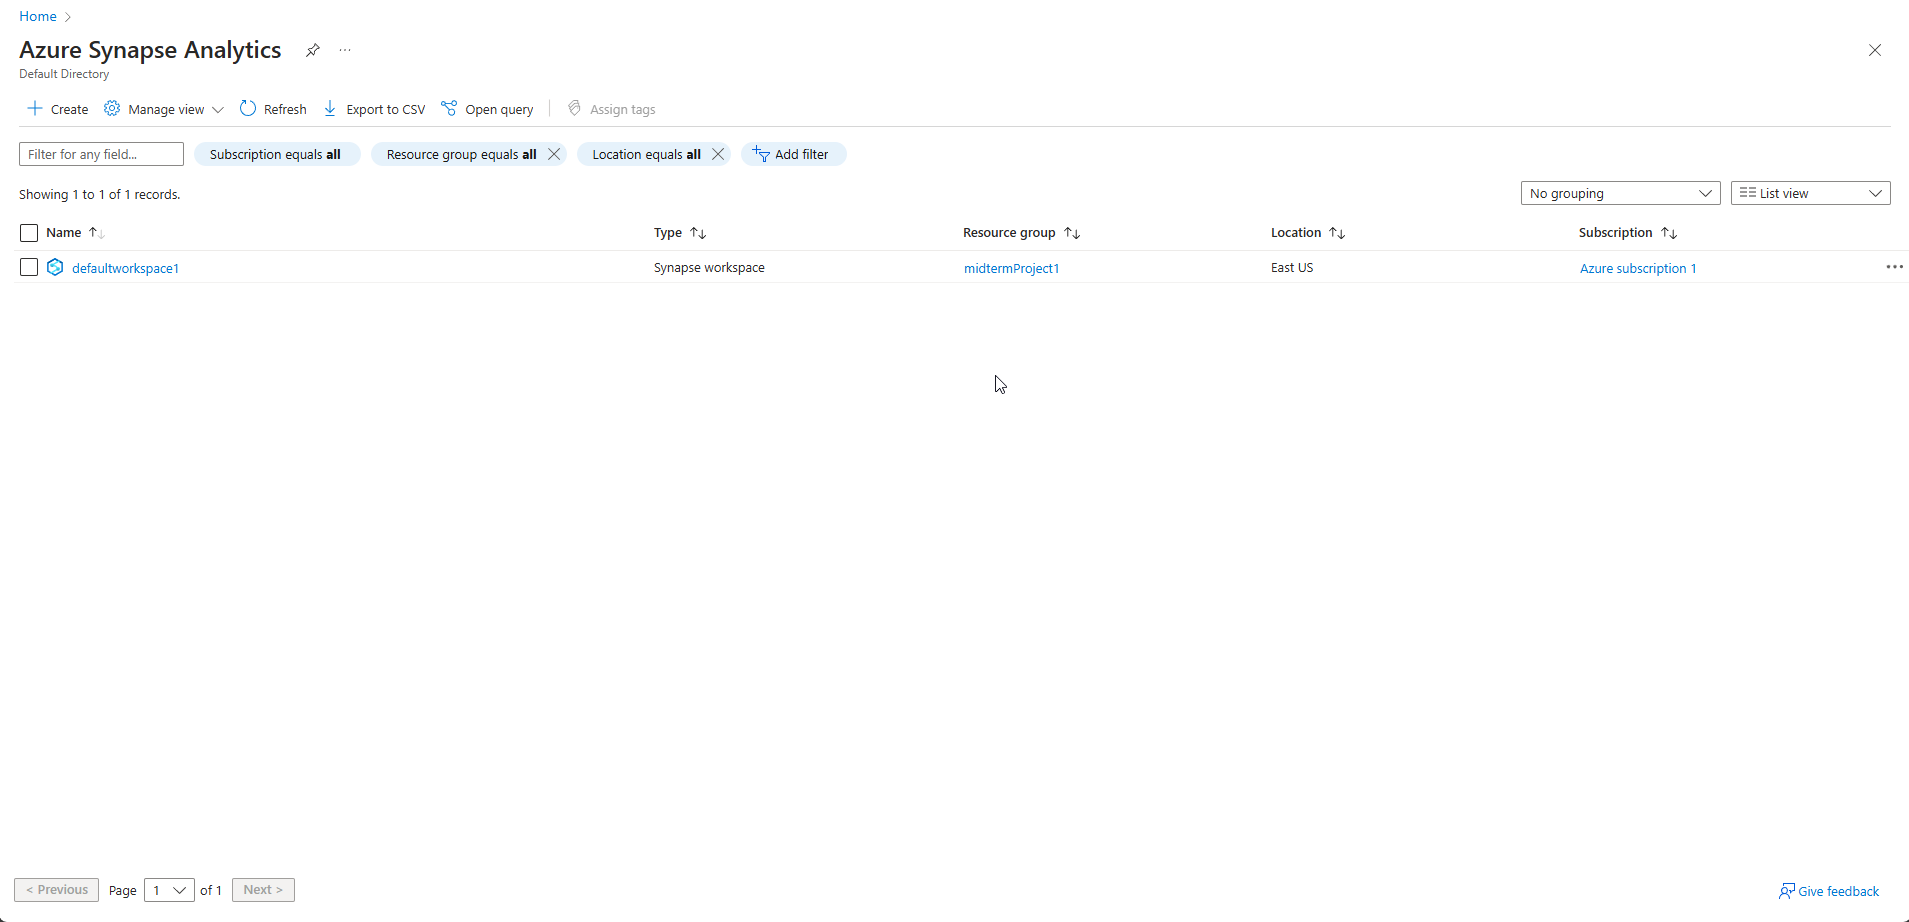 Home
Azure Synapse Analytics
Default Directory
Create Manage view Refresh Export to CSV Open query Assign tags
Filter for any field... Subscription equals all Resource group equals all Location equals all Add filter
Showing 1 to 1 of 1 records. No grouping List view
Name Type Resource group Location Subscription
defaultworkspace1 Synapse workspace midtermProject1 East US Azure subscription 1
< Previous Page 1 of 1 Next > Give feedback